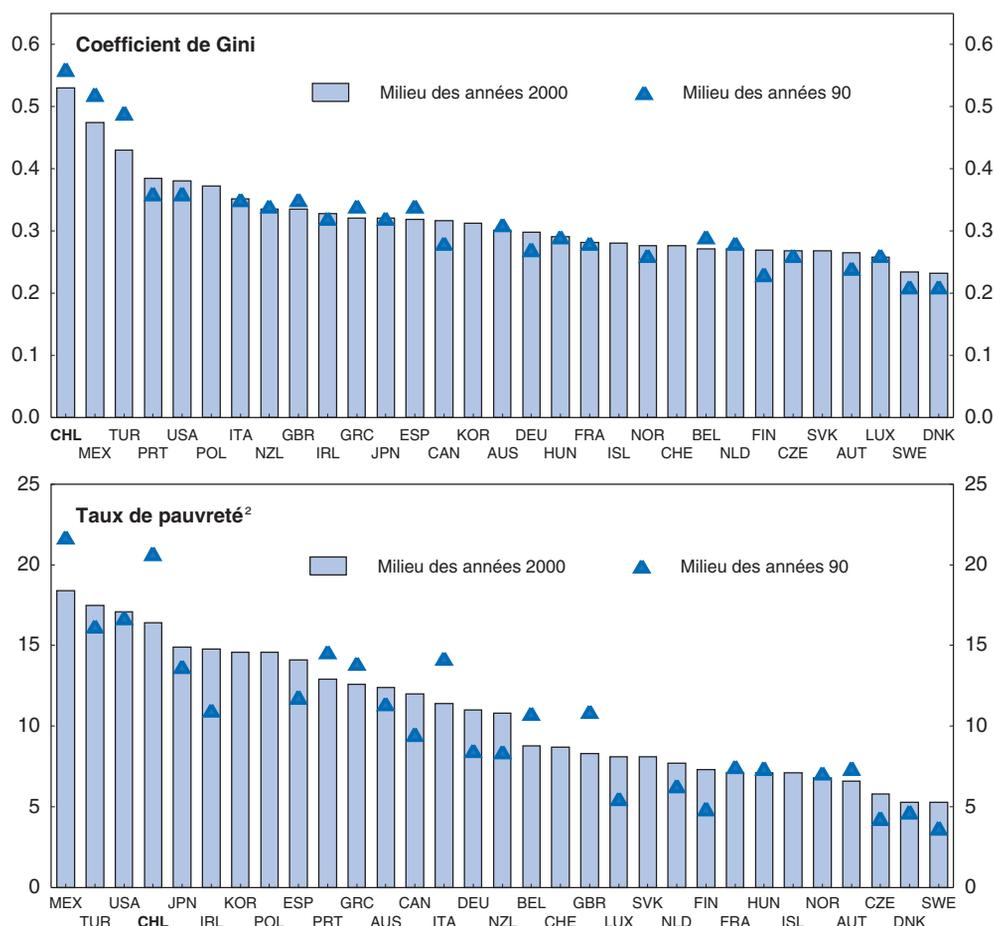 Coefficient de Gini
Milieu des années 2000
Milieu des années 90
0.6 0.6
0.5 0.5
0.4 0.4
0.3 0.3
0.2 0.2
0.1 0.1
0.0 0.0
CHL TUR USA ITA GBR GRC ESP KOR DEU FRA NOR BEL FIN SVK LUX DNK
MEX PRT POL NZL IRL JPN CAN AUS HUN ISL CHE NLD CZE AUT SWE
25 25
Taux de pauvreté²
Milieu des années 2000
Milieu des années 90
20 20
15 15
10 10
5 5
0 0
MEX USA JPN KOR ESP GRC CAN DEU BEL GBR SVK FIN HUN NOR CZE SWE
TUR CHL IRL POL PRT AUS ITA NZL CHE LUX NLD FRA ISL AUT DNK